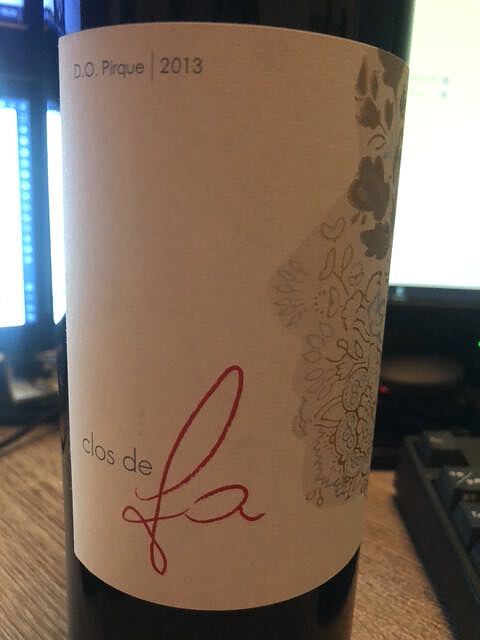 D.O. Pirque | 2013
clos de fa